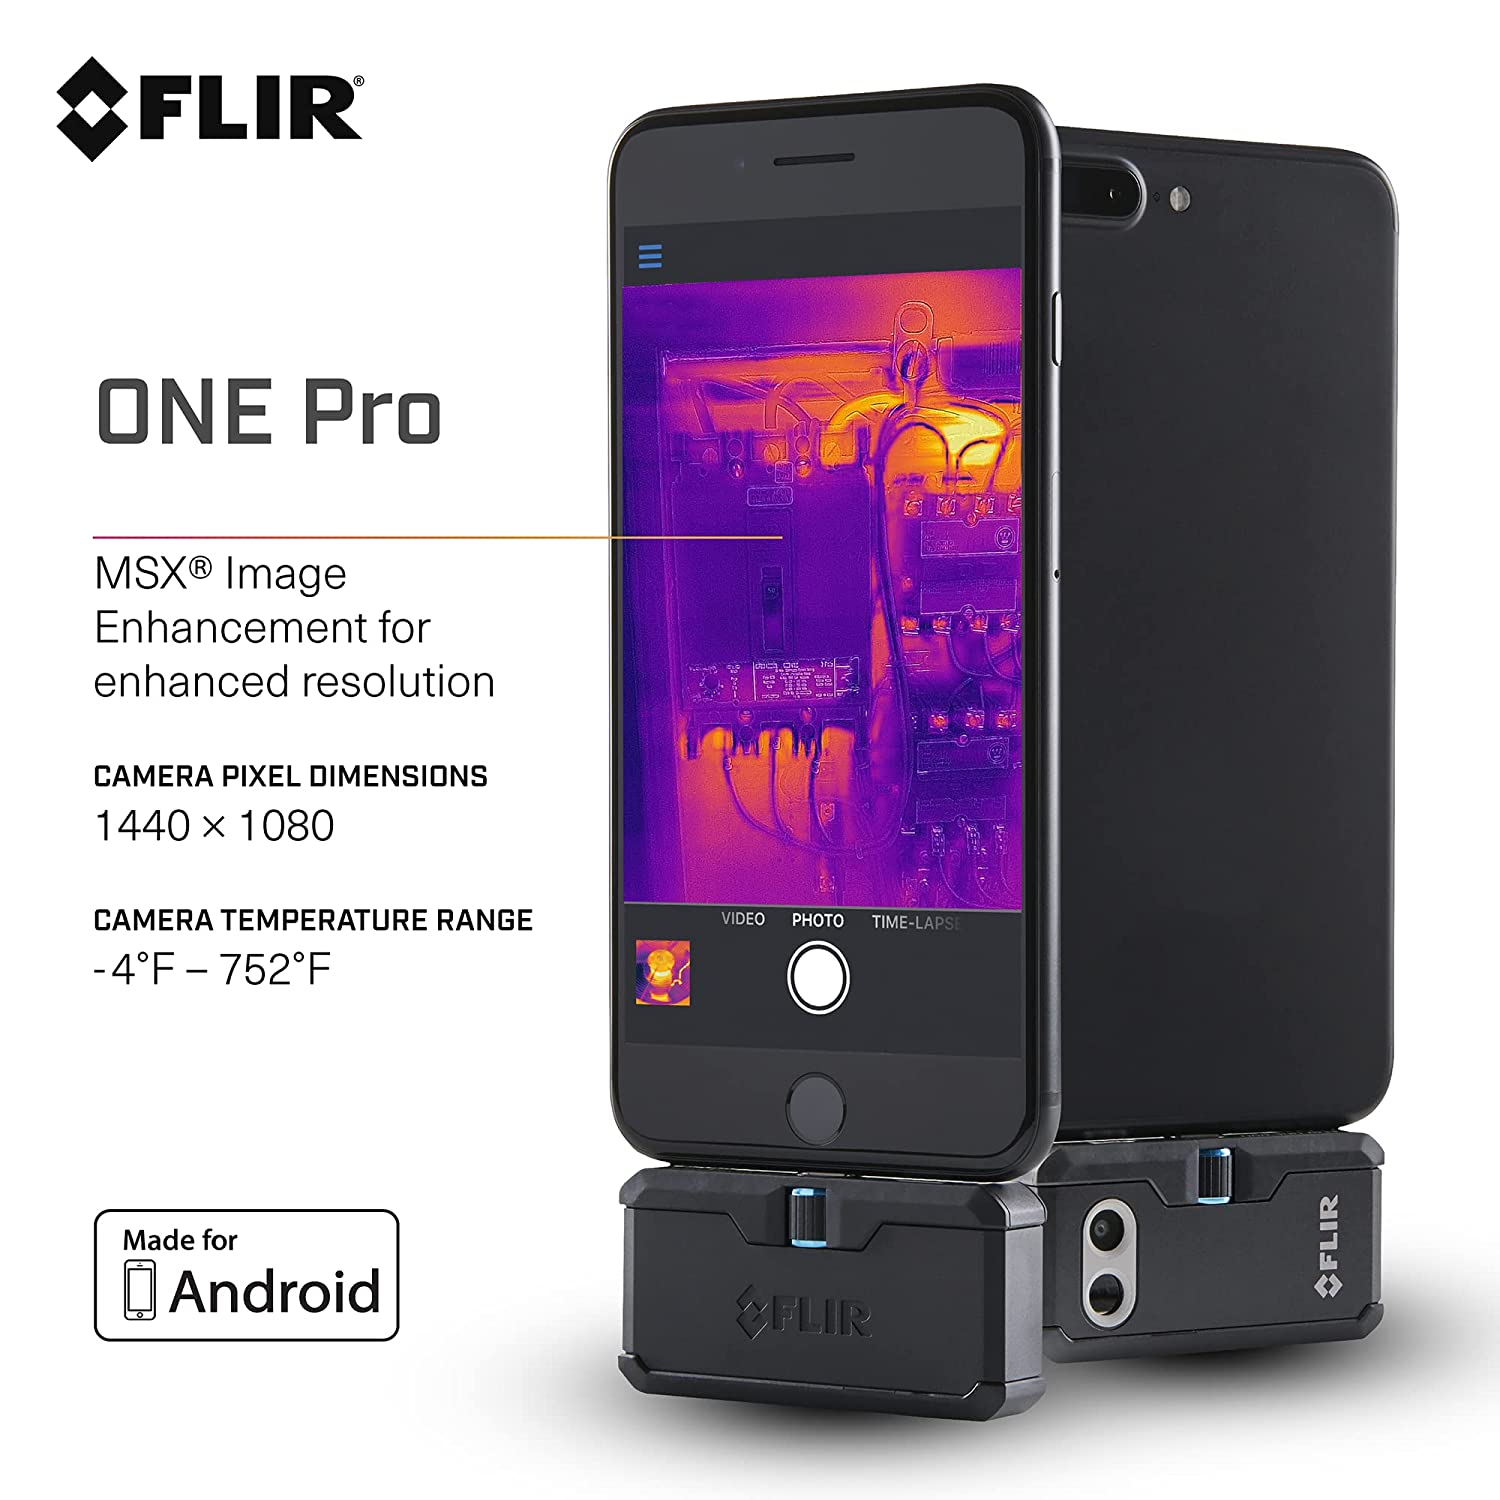 FLIR®
ONE Pro
MSX® Image
Enhancement for
enhanced resolution
CAMERA PIXEL DIMENSIONS
1440 × 1080
CAMERA TEMPERATURE RANGE
-4°F – 752°F
Made for
Android
VIDEO PHOTO TIME-LAPSE
FLIR
FLIR